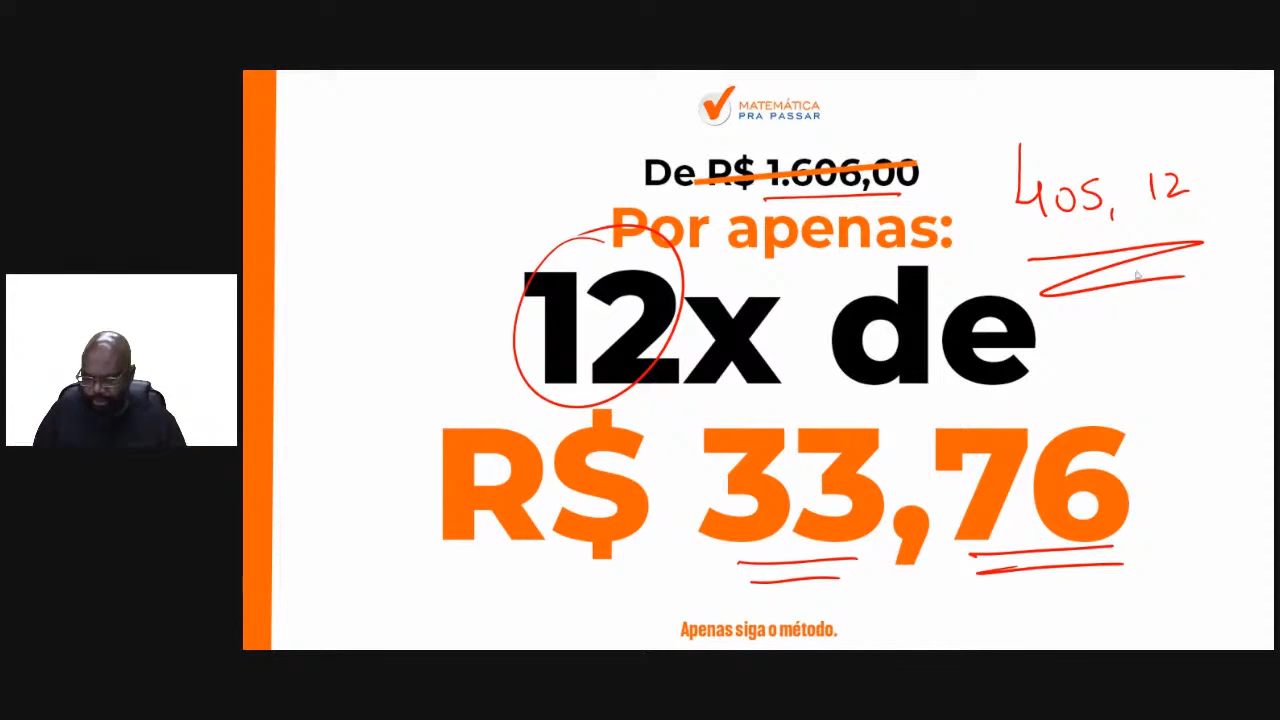 MATEMÁTICA
PRA PASSAR
De R$ 1.606,00
Por apenas:
405,12
12x de
R$ 33,76
Apenas siga o método.